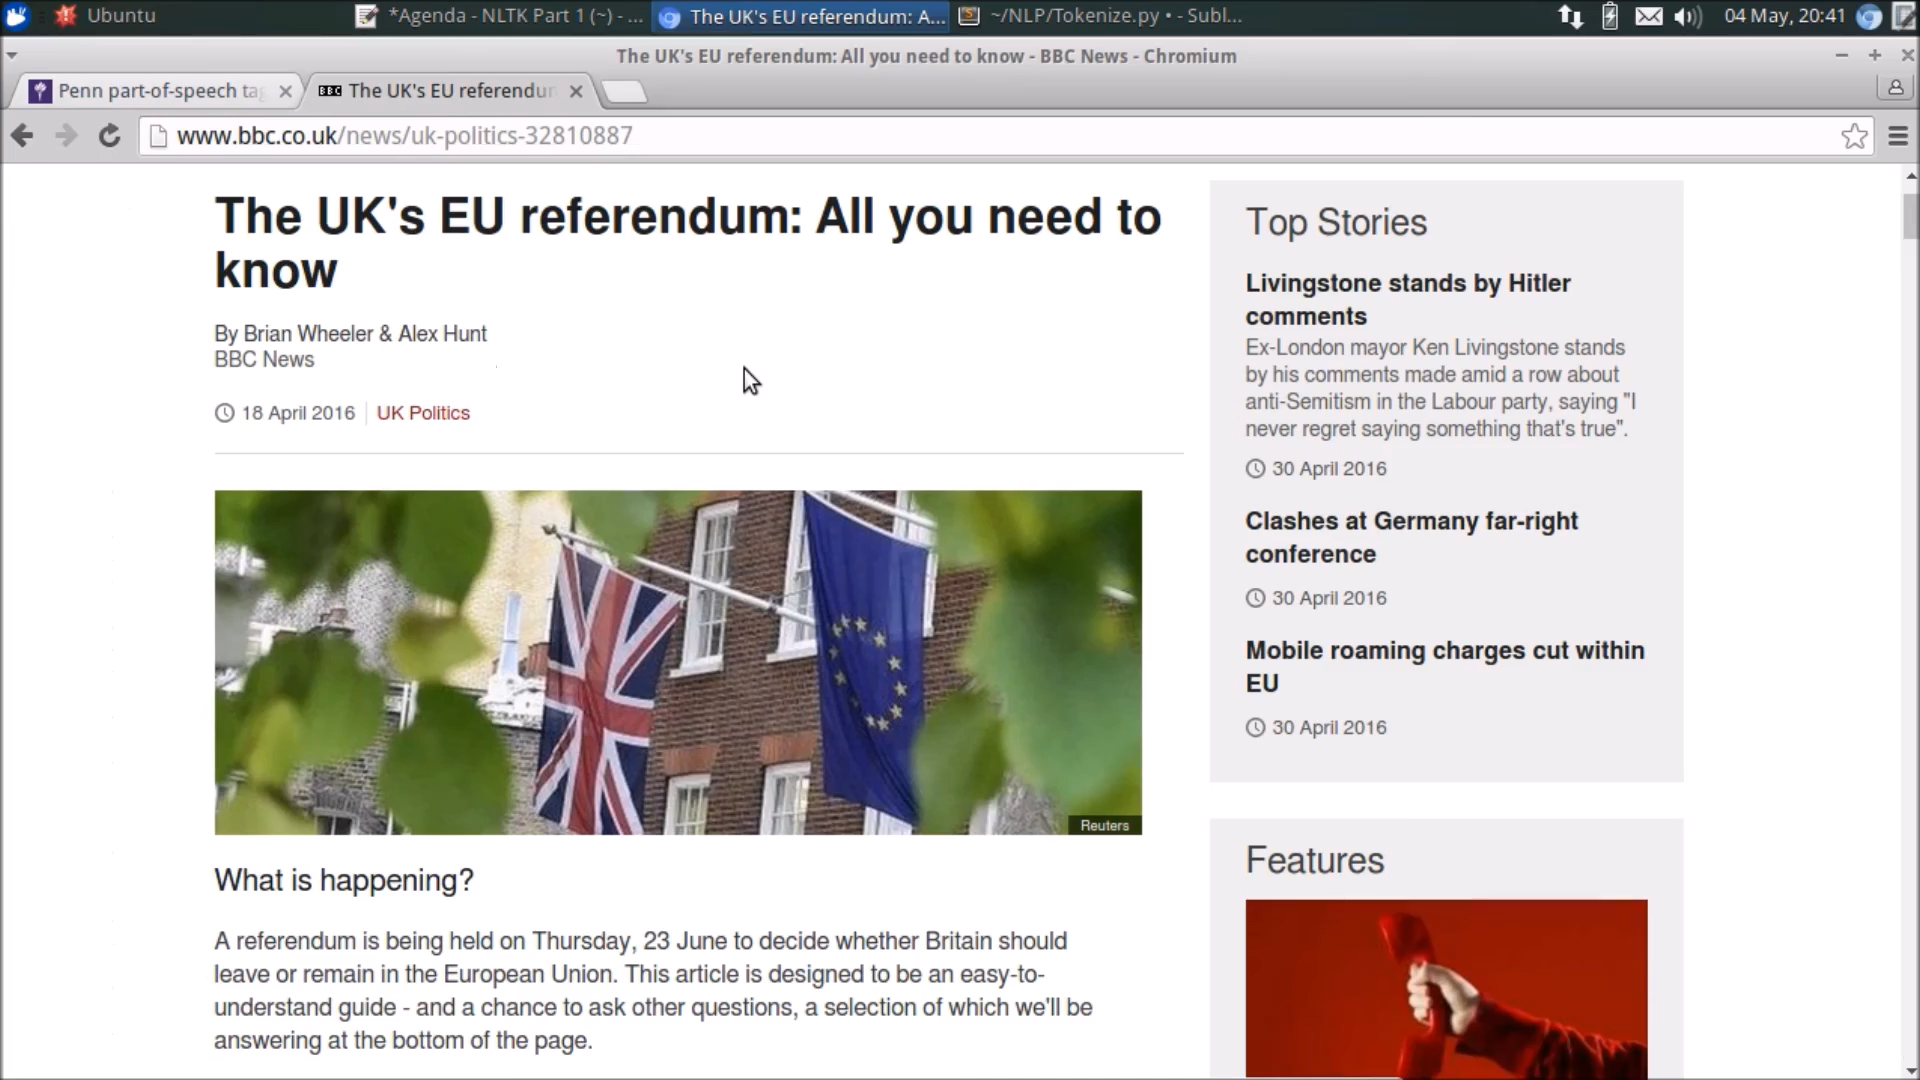 Ubuntu
*Agenda - NLTK Part 1 (~) - ...
The UK's EU referendum: A...
~/NLP/Tokenize.py • - Subl...
04 May, 20:41
The UK's EU referendum: All you need to know - BBC News - Chromium
Penn part-of-speech tag
BBC The UK's EU referendum
www.bbc.co.uk/news/uk-politics-32810887
The UK's EU referendum: All you need to
know
By Brian Wheeler & Alex Hunt
BBC News
18 April 2016
UK Politics
Reuters
What is happening?
A referendum is being held on Thursday, 23 June to decide whether Britain should
leave or remain in the European Union. This article is designed to be an easy-to-
understand guide - and a chance to ask other questions, a selection of which we'll be
answering at the bottom of the page.
Top Stories
Livingstone stands by Hitler
comments
Ex-London mayor Ken Livingstone stands
by his comments made amid a row about
anti-Semitism in the Labour party, saying "I
never regret saying something that's true".
30 April 2016
Clashes at Germany far-right
conference
30 April 2016
Mobile roaming charges cut within
EU
30 April 2016
Features